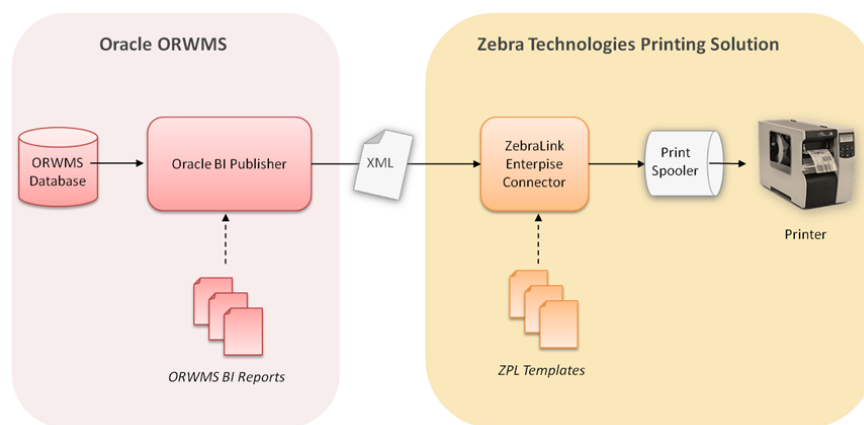 Oracle ORWMS
Zebra Technologies Printing Solution
ORWMS
Database
Oracle BI Publisher
XML
ZebraLink
Enterpise
Connector
Print
Spooler
Printer
ORWMS BI Reports
ZPL Templates